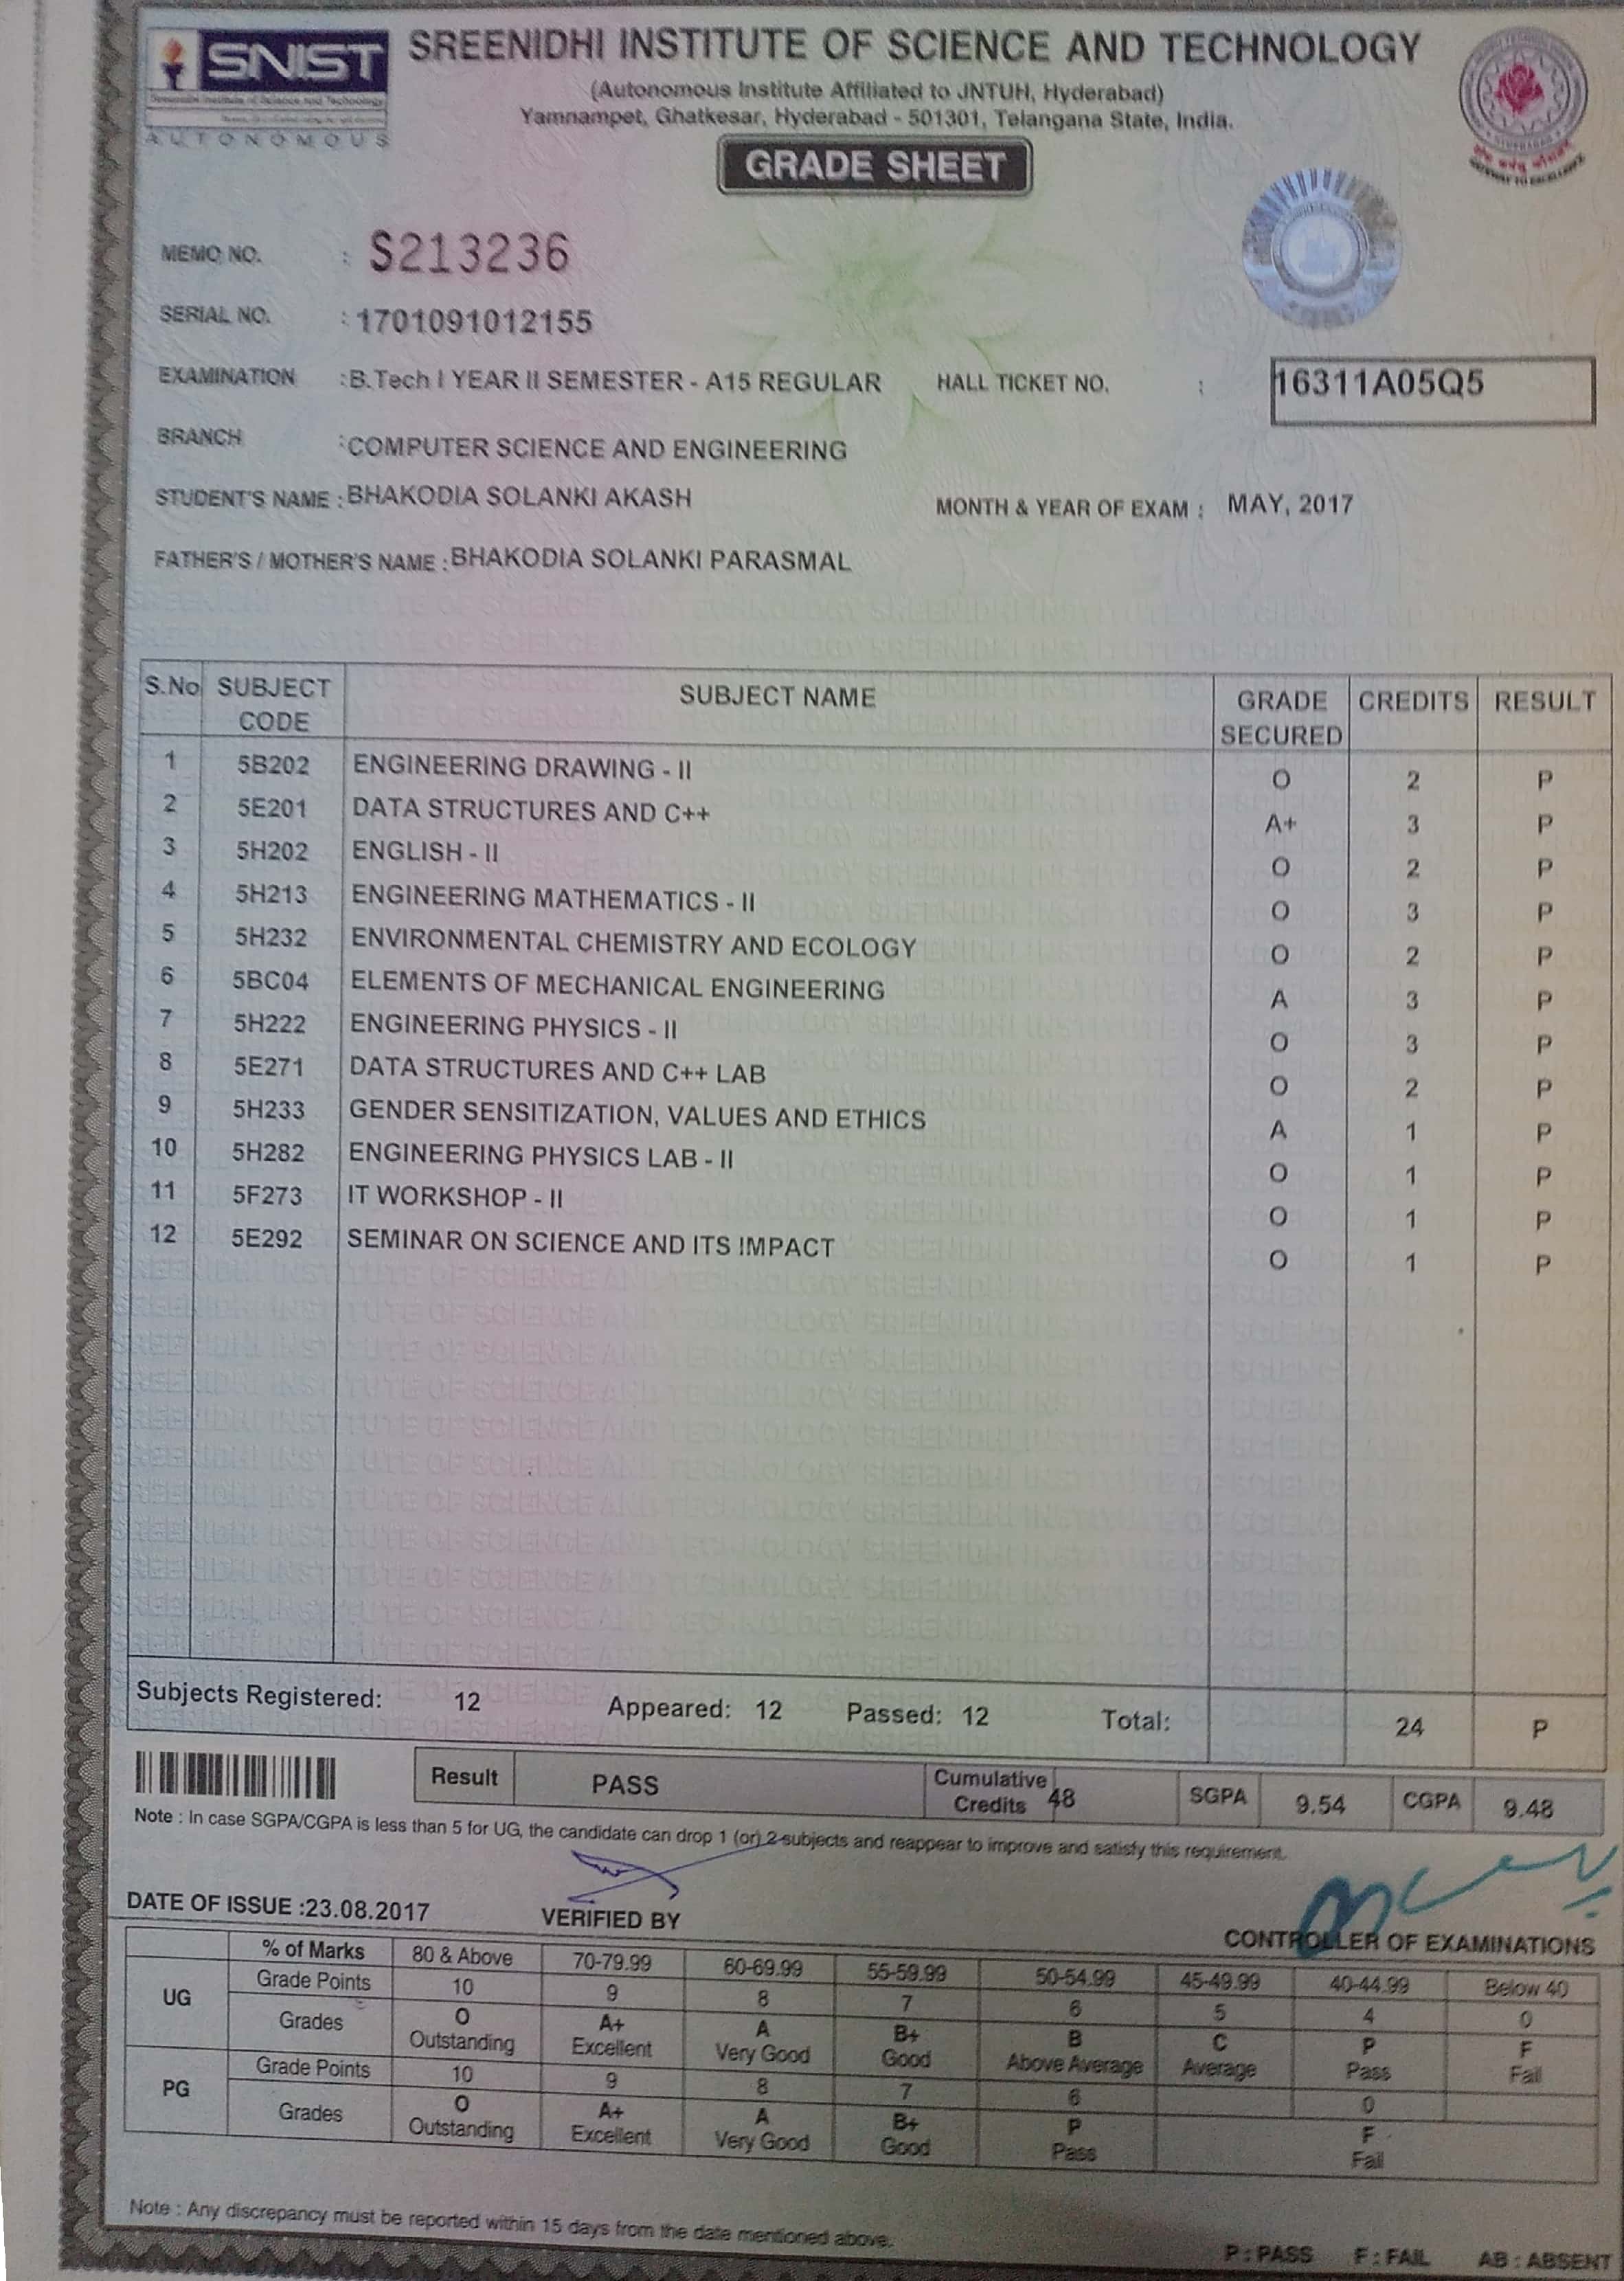 SNIST
Sreenidhi Institute of Science and Technology
AUTONOMOUS
SREENIDHI INSTITUTE OF SCIENCE AND TECHNOLOGY
(Autonomous Institute Affiliated to JNTUH, Hyderabad)
Yamnampet, Ghatkesar, Hyderabad - 501301, Telangana State, India.
GRADE SHEET
GATEWAY TO EXCELLENCE
MEMO NO. : S213236
SERIAL NO. : 1701091012155
EXAMINATION : B.Tech I YEAR II SEMESTER - A15 REGULAR HALL TICKET NO. : 16311A05Q5
BRANCH : COMPUTER SCIENCE AND ENGINEERING
STUDENT'S NAME : BHAKODIA SOLANKI AKASH MONTH & YEAR OF EXAM : MAY, 2017
FATHER'S / MOTHER'S NAME : BHAKODIA SOLANKI PARASMAL
S.No SUBJECT CODE SUBJECT NAME GRADE SECURED CREDITS RESULT
1 5B202 ENGINEERING DRAWING - II O 2 P
2 5E201 DATA STRUCTURES AND C++ A+ 3 P
3 5H202 ENGLISH - II O 2 P
4 5H213 ENGINEERING MATHEMATICS - II O 3 P
5 5H232 ENVIRONMENTAL CHEMISTRY AND ECOLOGY O 2 P
6 5BC04 ELEMENTS OF MECHANICAL ENGINEERING A 3 P
7 5H222 ENGINEERING PHYSICS - II O 3 P
8 5E271 DATA STRUCTURES AND C++ LAB O 2 P
9 5H233 GENDER SENSITIZATION, VALUES AND ETHICS A 1 P
10 5H282 ENGINEERING PHYSICS LAB - II O 1 P
11 5F273 IT WORKSHOP - II O 1 P
12 5E292 SEMINAR ON SCIENCE AND ITS IMPACT O 1 P
Subjects Registered: 12 Appeared: 12 Passed: 12 Total: 24 P
Result PASS Cumulative Credits 48 SGPA 9.54 CGPA 9.48
Note : In case SGPA/CGPA is less than 5 for UG, the candidate can drop 1 (or) 2 subjects and reappear to improve and satisfy this requirement.
DATE OF ISSUE :23.08.2017 VERIFIED BY CONTROLLER OF EXAMINATIONS
% of Marks 80 & Above 70-79.99 60-69.99 55-59.99 50-54.99 45-49.99 40-44.99 Below 40
UG Grade Points 10 9 8 7 6 5 4 0
Grades O A+ A B+ B C P F
Outstanding Excellent Very Good Good Above Average Average Pass Fail
PG Grade Points 10 9 8 7 6 0
Grades O A+ A B+ P F
Outstanding Excellent Very Good Good Pass Fail
Note : Any discrepancy must be reported within 15 days from the date mentioned above.
P : PASS F : FAIL AB : ABSENT